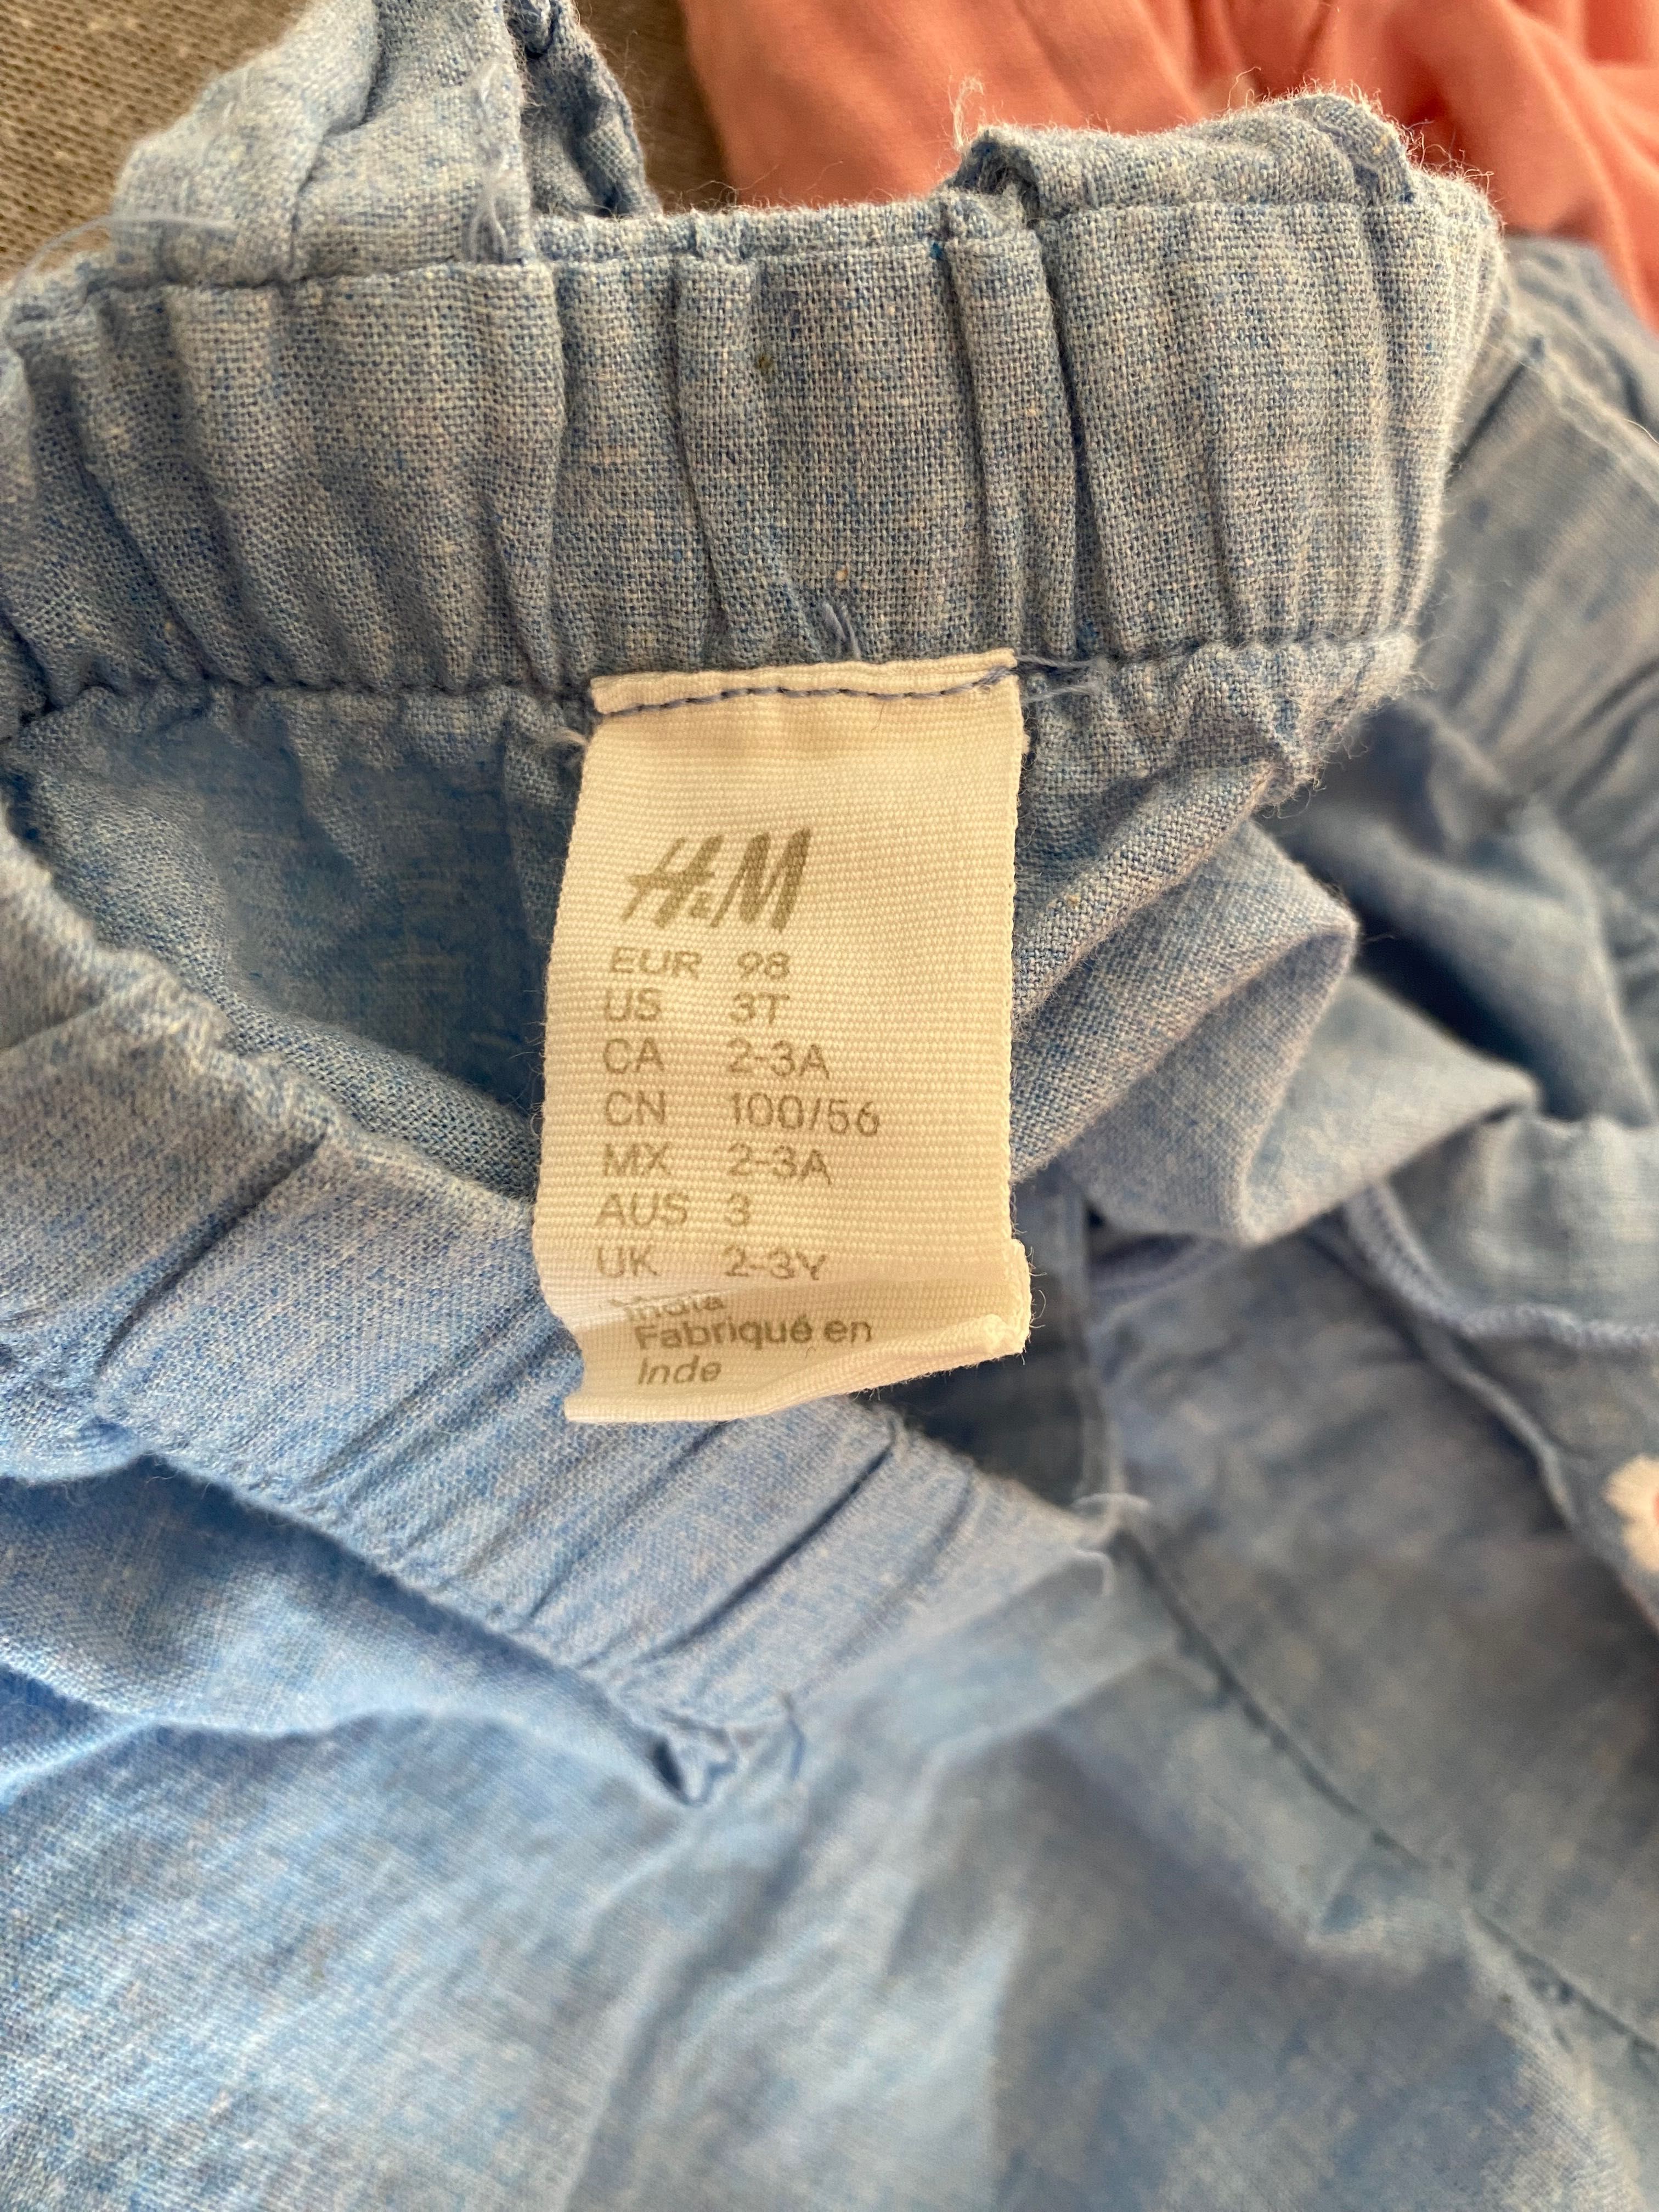 H&M
EUR 98
US 3T
CA 2-3A
CN 100/56
MX 2-3A
AUS 3
UK 2-3Y
India
Fabriqué en
Inde